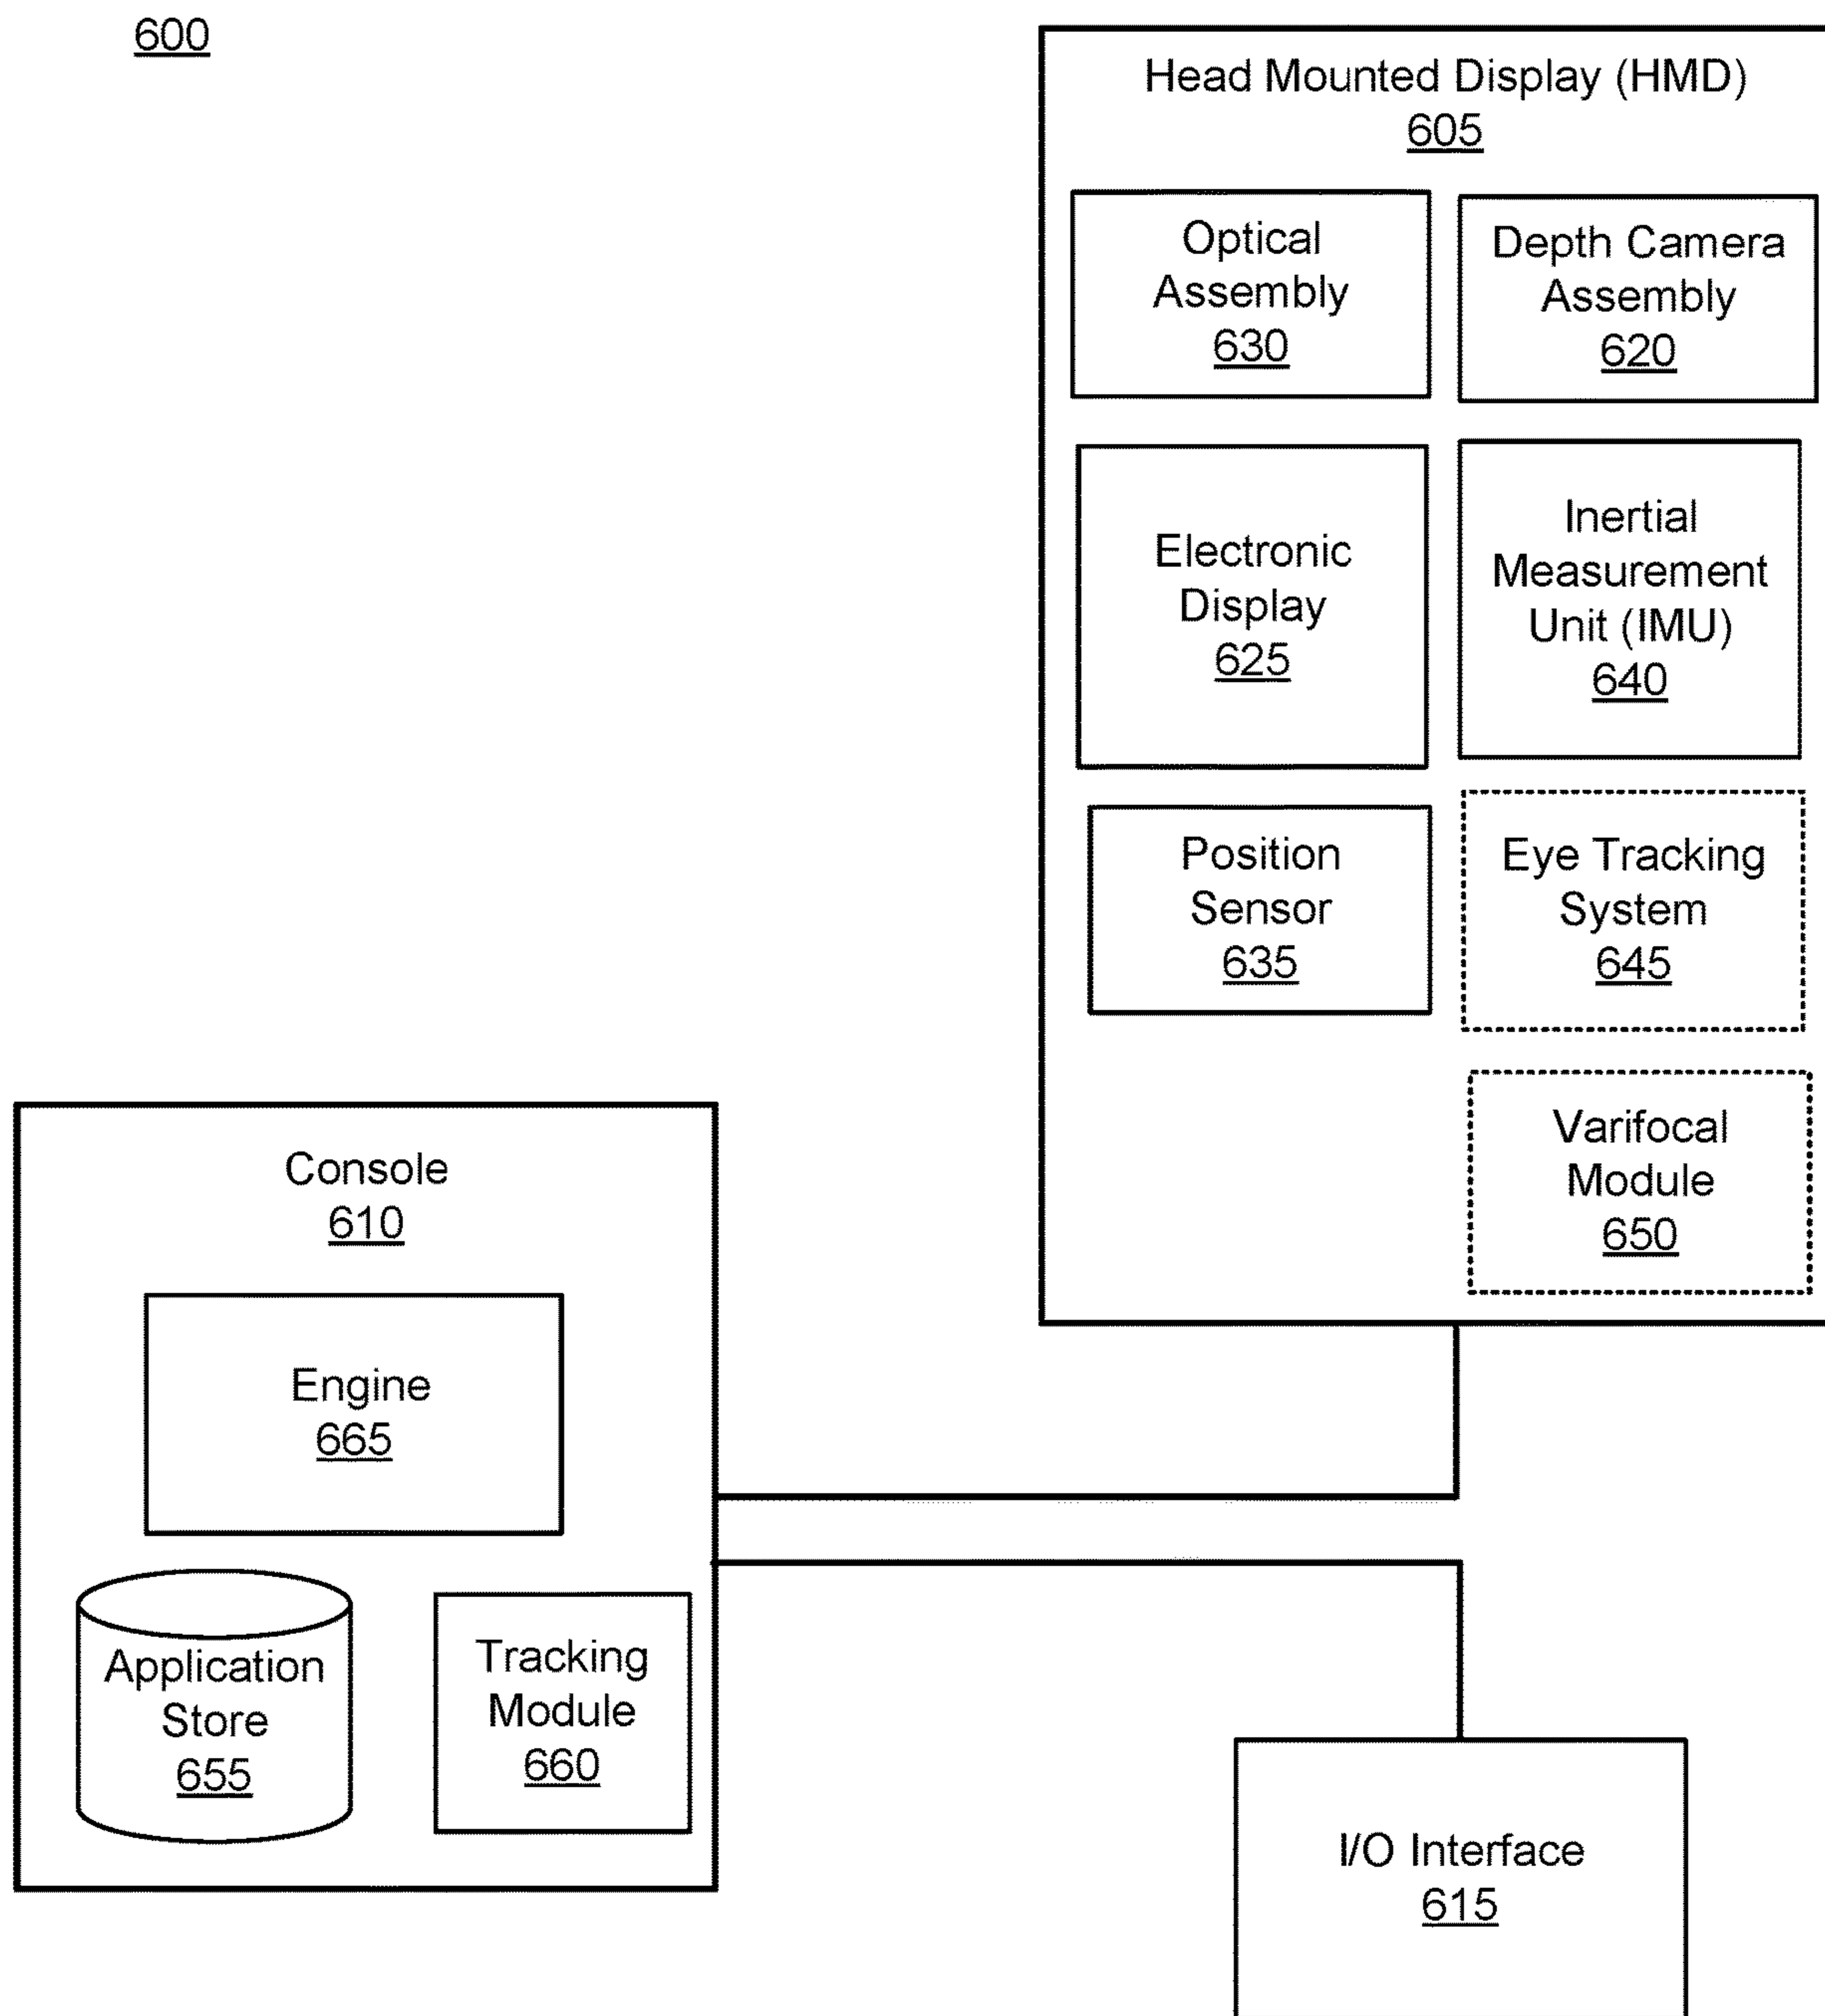 600
Head Mounted Display (HMD)
605
Optical
Assembly
630
Depth Camera
Assembly
620
Electronic
Display
625
Inertial
Measurement
Unit (IMU)
640
Position
Sensor
635
Eye Tracking
System
645
Varifocal
Module
650
Console
610
Engine
665
Application
Store
655
Tracking
Module
660
I/O Interface
615